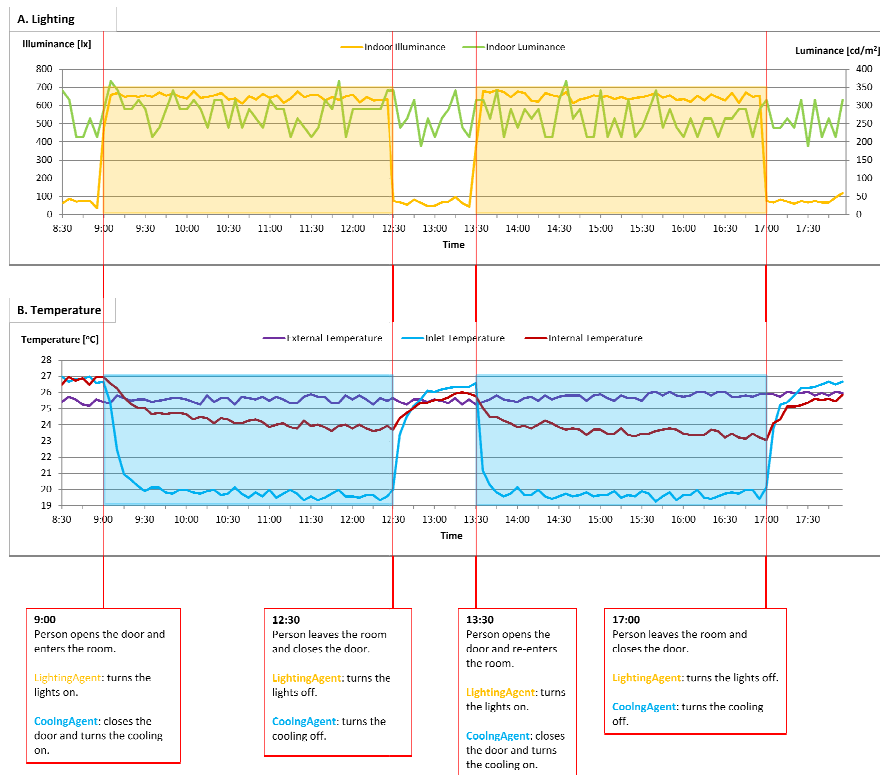 A. Lighting
Illuminance [lx]
Indoor Illuminance
Indoor Luminance
Luminance [cd/m²]
800 400
700 350
600 300
500 250
400 200
300 150
200 100
100 50
0 0
8:30 9:00 9:30 10:00 10:30 11:00 11:30 12:00 12:30 13:00 13:30 14:00 14:30 15:00 15:30 16:00 16:30 17:00 17:30
Time
B. Temperature
Temperature [°C]
External Temperature
Inlet Temperature
Internal Temperature
28
27
26
25
24
23
22
21
20
19
8:30 9:00 9:30 10:00 10:30 11:00 11:30 12:00 12:30 13:00 13:30 14:00 14:30 15:00 15:30 16:00 16:30 17:00 17:30
Time
9:00
Person opens the door and
enters the room.
LightingAgent: turns the
lights on.
CoolngAgent: closes the
door and turns the cooling
on.
12:30
Person leaves the room
and closes the door.
LightingAgent: turns the
lights off.
CoolngAgent: turns the
cooling off.
13:30
Person opens the
door and re-enters
the room.
LightingAgent: turns
the lights on.
CoolngAgent: closes
the door and turns
the cooling on.
17:00
Person leaves the room and
closes the door.
LightingAgent: turns the lights off.
CoolngAgent: turns the cooling
off.